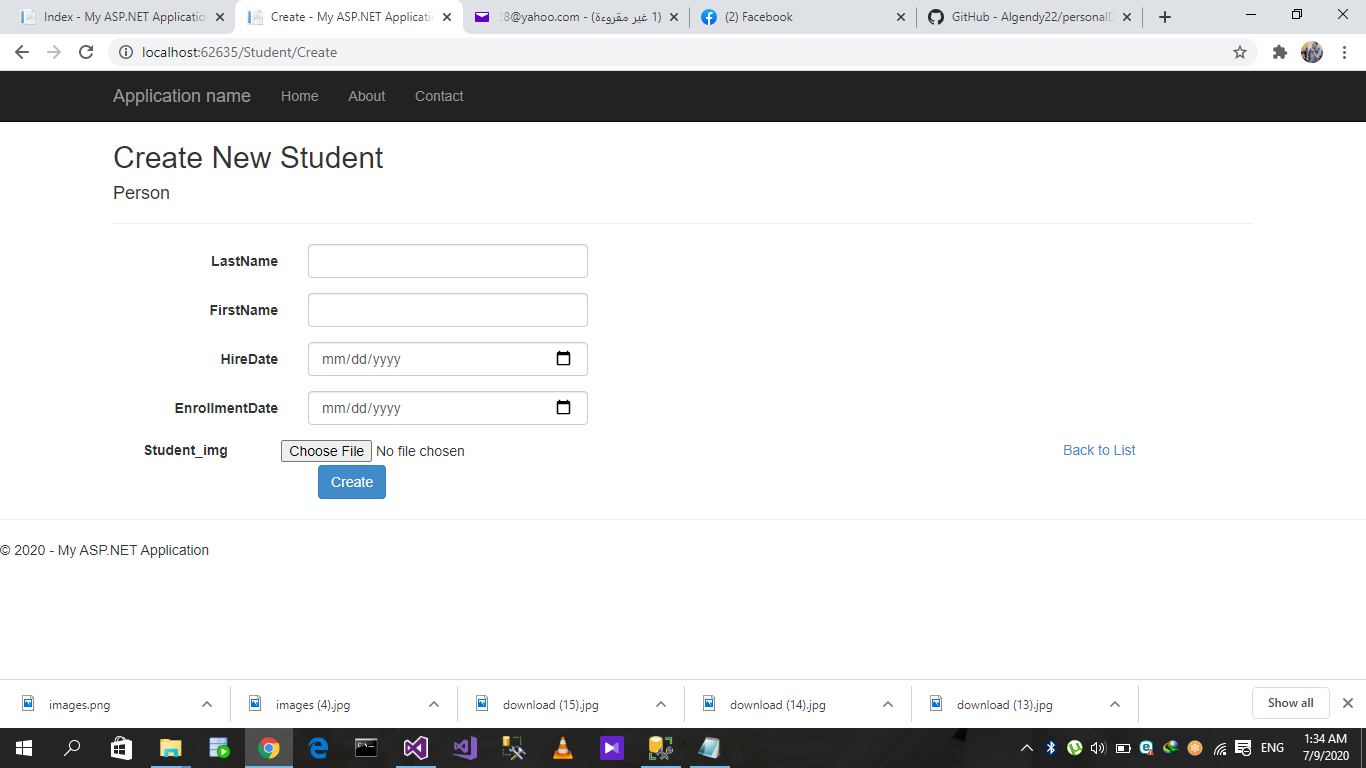 Index - My ASP.NET Applicatio
Create - My ASP.NET Applicati
28@yahoo.com - (1 غير مقروءة)
(2) Facebook
GitHub - Algendy22/personalD
localhost:62635/Student/Create
Application name Home About Contact
Create New Student
Person
LastName
FirstName
HireDate mm/dd/yyyy
EnrollmentDate mm/dd/yyyy
Student_img Choose File No file chosen Back to List
Create
© 2020 - My ASP.NET Application
images.png images (4).jpg download (15).jpg download (14).jpg download (13).jpg Show all
ENG
1:34 AM
7/9/2020